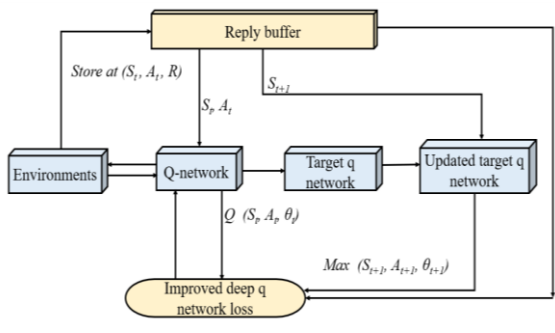 Reply buffer
Store at (Sₜ, Aₜ, R)
Sₜ₊₁
Sₜ, Aₜ
Environments
Q-network
Target q
network
Updated target q
network
Q (Sₜ, Aₜ, θₜ)
Max (Sₜ₊₁, Aₜ₊₁, θₜ₊₁)
Improved deep q
network loss